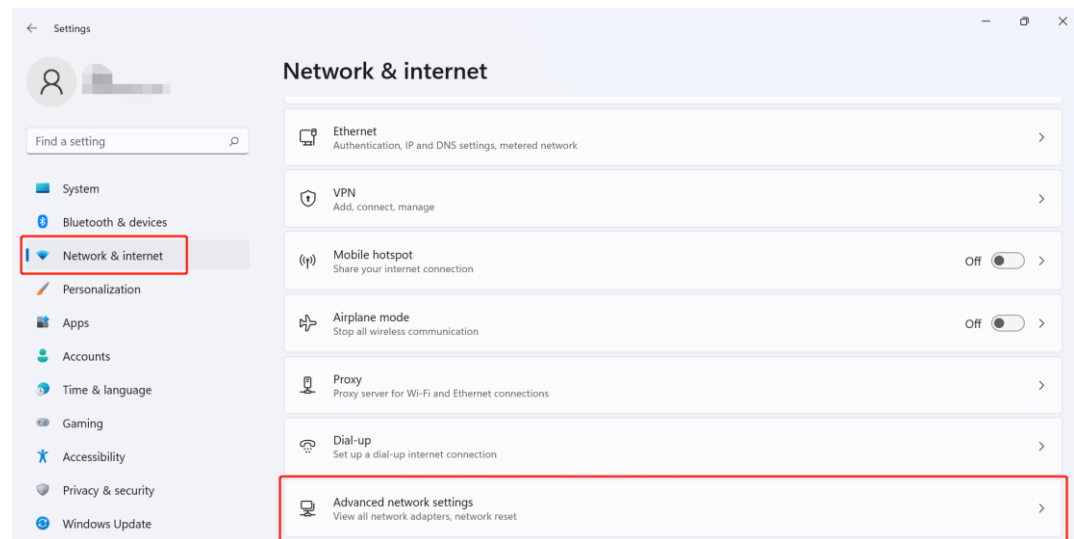 Settings
Network & internet
Find a setting
System
Bluetooth & devices
Network & internet
Personalization
Apps
Accounts
Time & language
Gaming
Accessibility
Privacy & security
Windows Update
Ethernet
Authentication, IP and DNS settings, metered network
VPN
Add, connect, manage
Mobile hotspot
Share your internet connection
Off
Airplane mode
Stop all wireless communication
Off
Proxy
Proxy server for Wi-Fi and Ethernet connections
Dial-up
Set up a dial-up internet connection
Advanced network settings
View all network adapters, network reset